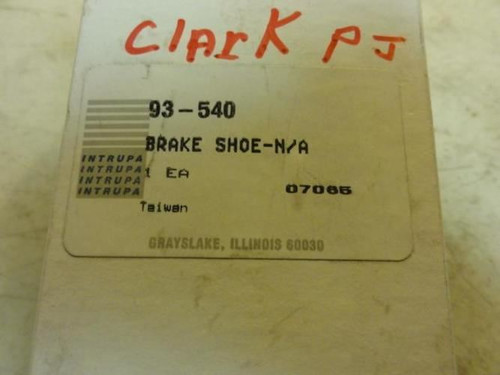 Clark PJ
93-540
BRAKE SHOE-N/A
INTRUPA
INTRUPA
INTRUPA
INTRUPA
1 EA
07065
Taiwan
GRAYSLAKE, ILLINOIS 60030